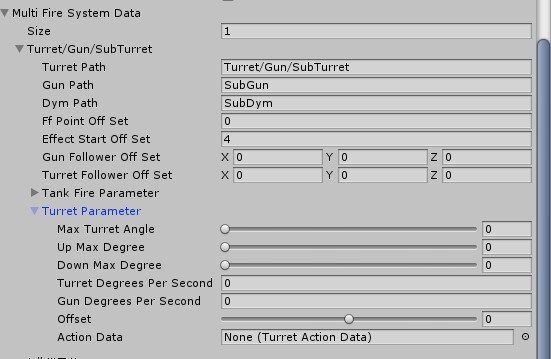 Multi Fire System Data
Size 1
Turret/Gun/SubTurret
Turret Path Turret/Gun/SubTurret
Gun Path SubGun
Dym Path SubDym
Ff Point Off Set 0
Effect Start Off Set 4
Gun Follower Off Set X 0 Y 0 Z 0
Turret Follower Off Set X 0 Y 0 Z 0
Tank Fire Parameter
Turret Parameter
Max Turret Angle 0
Up Max Degree 0
Down Max Degree 0
Turret Degrees Per Second 0
Gun Degrees Per Second 0
Offset 0
Action Data None (Turret Action Data)